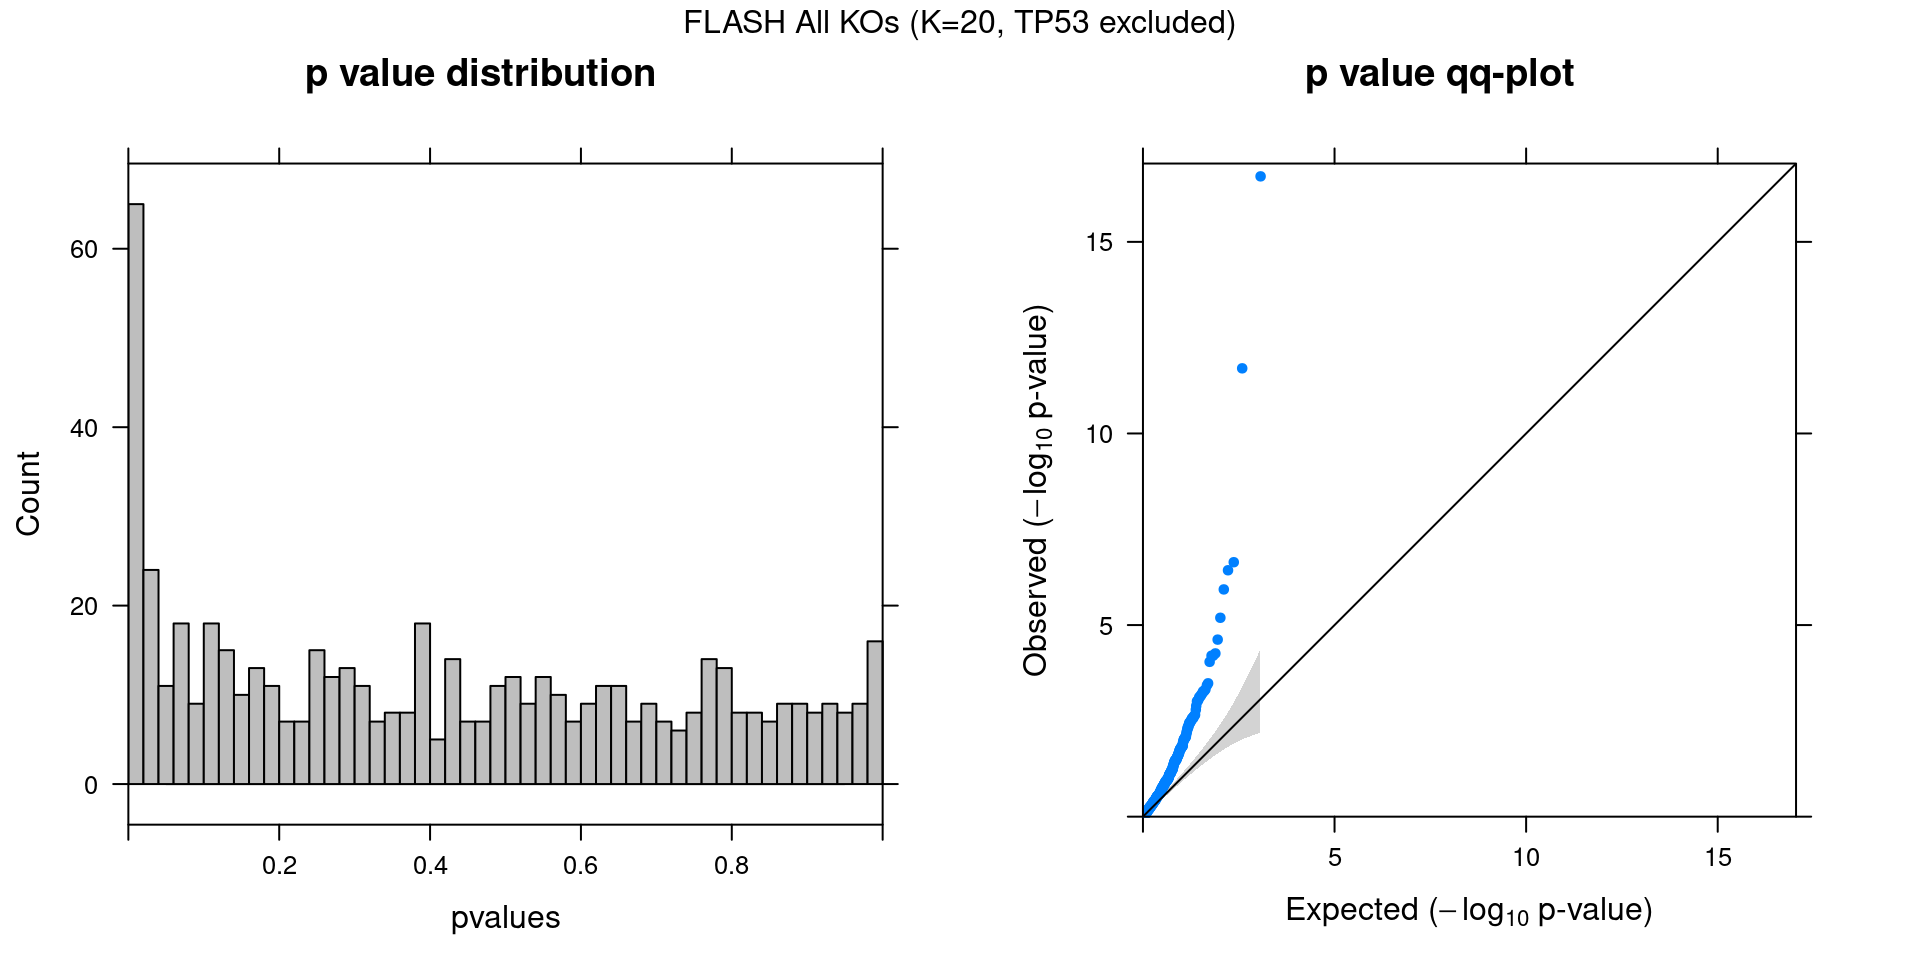 FLASH All KOs (K=20, TP53 excluded)
p value distribution
60
40
20
0
Count
0.2 0.4 0.6 0.8
pvalues
p value qq-plot
15
10
5
Observed (−log10 p-value)
5 10 15
Expected (−log10 p-value)